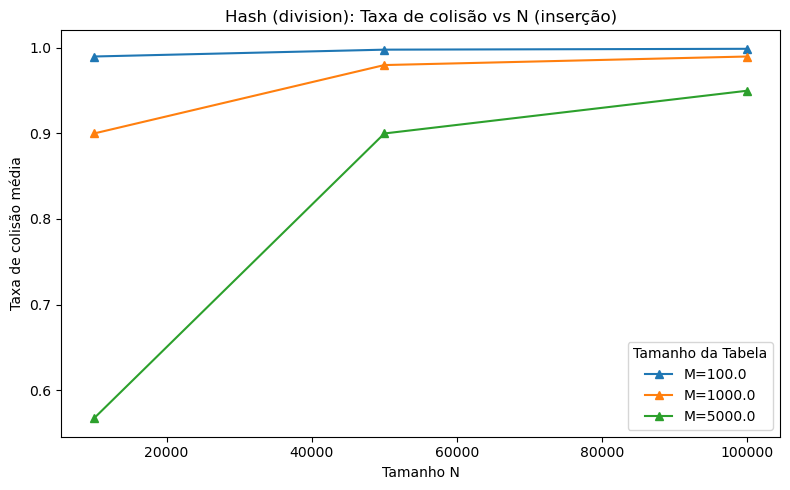 Hash (division): Taxa de colisão vs N (inserção)
Taxa de colisão média
1.0
0.9
0.8
0.7
0.6
Tamanho da Tabela
M=100.0
M=1000.0
M=5000.0
20000 40000 60000 80000 100000
Tamanho N